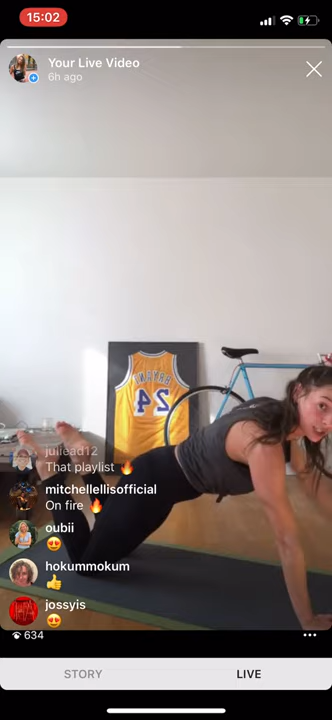 15:02
Your Live Video
6h ago
BRYANT
24
juliead12
That playlist 🔥
mitchellellisofficial
On fire 🔥
oubii
😍
hokummokum
👍
jossyis
😍
634
STORY
LIVE